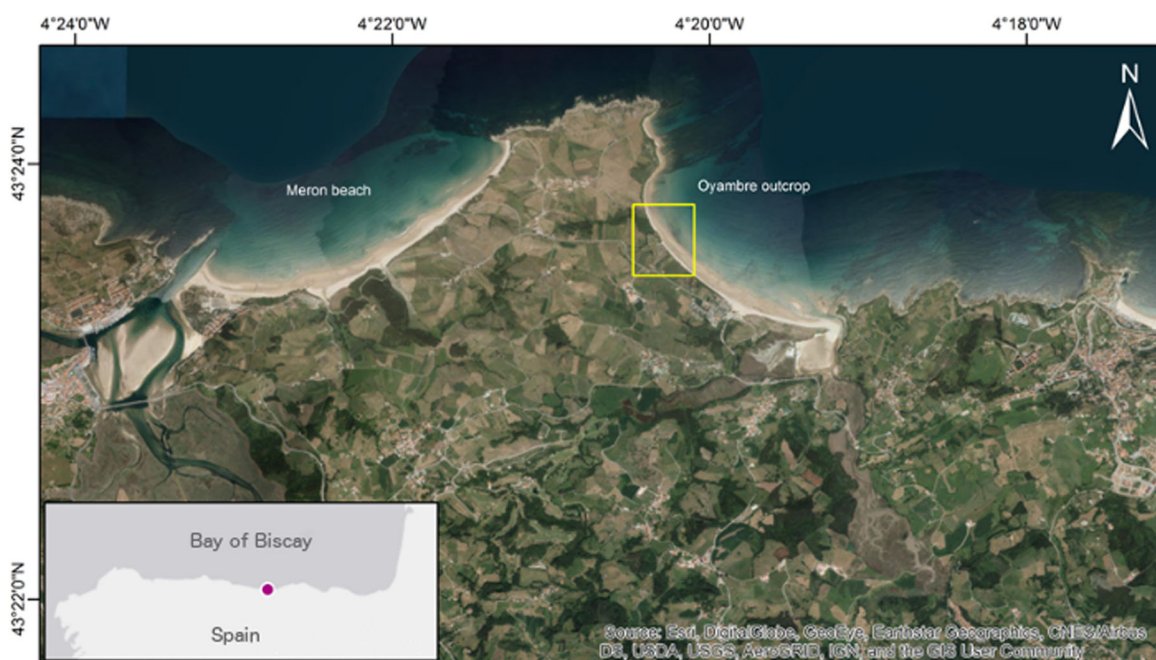 4°24'0"W
4°22'0"W
4°20'0"W
4°18'0"W
N
43°24'0"N
Meron beach
Oyambre outcrop
43°22'0"N
Bay of Biscay
Spain
Source: Esri, DigitalGlobe, GeoEye, Earthstar Geographics, CNES/Airbus
DS, USDA, USGS, AeroGRID, IGN, and the GIS User Community